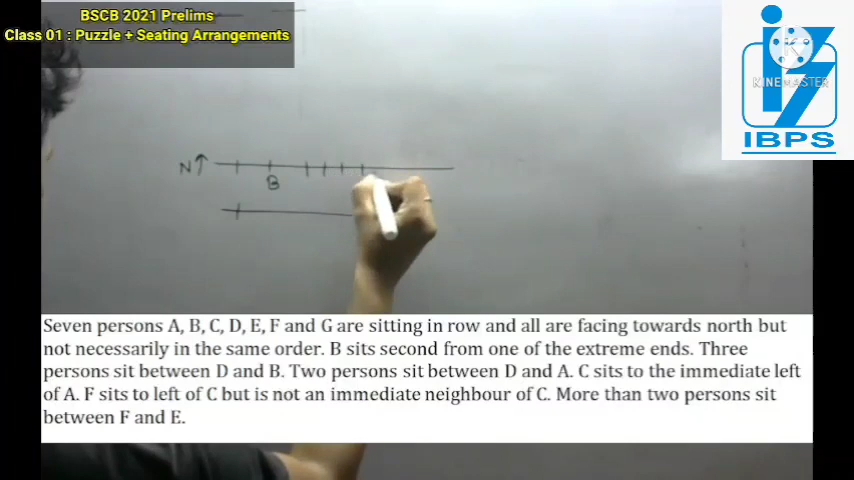 BSCB 2021 Prelims
Class 01 : Puzzle + Seating Arrangements
KINEMASTER
IBPS
N
B
Seven persons A, B, C, D, E, F and G are sitting in row and all are facing towards north but
not necessarily in the same order. B sits second from one of the extreme ends. Three
persons sit between D and B. Two persons sit between D and A. C sits to the immediate left
of A. F sits to left of C but is not an immediate neighbour of C. More than two persons sit
between F and E.